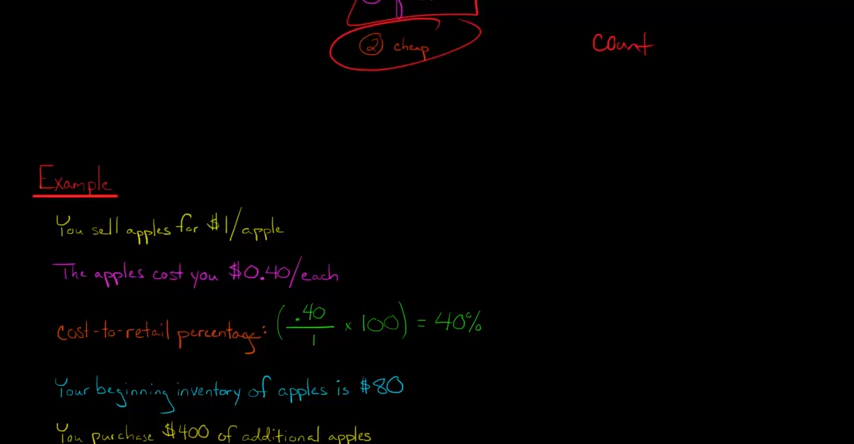 ② cheap
count
Example
You sell apples for $1/apple
The apples cost you $0.40/each
cost-to-retail percentage: (.40/1 × 100) = 40%
Your beginning inventory of apples is $80
You purchase $400 of additional apples